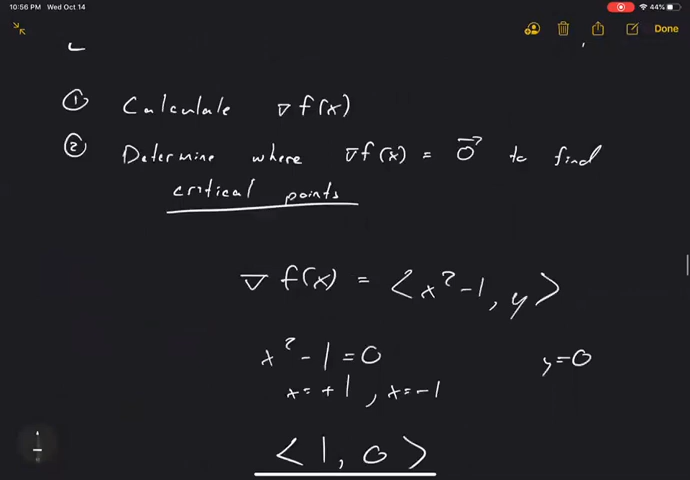 10:56 PM Wed Oct 14
44%
Done
① Calculate ∇ f(x)
② Determine where ∇f(x) = 0⃗ to find
critical points
∇ f(x) = < x² - 1, y >
x² - 1 = 0 y = 0
x = +1, x = -1
< 1, 0 >